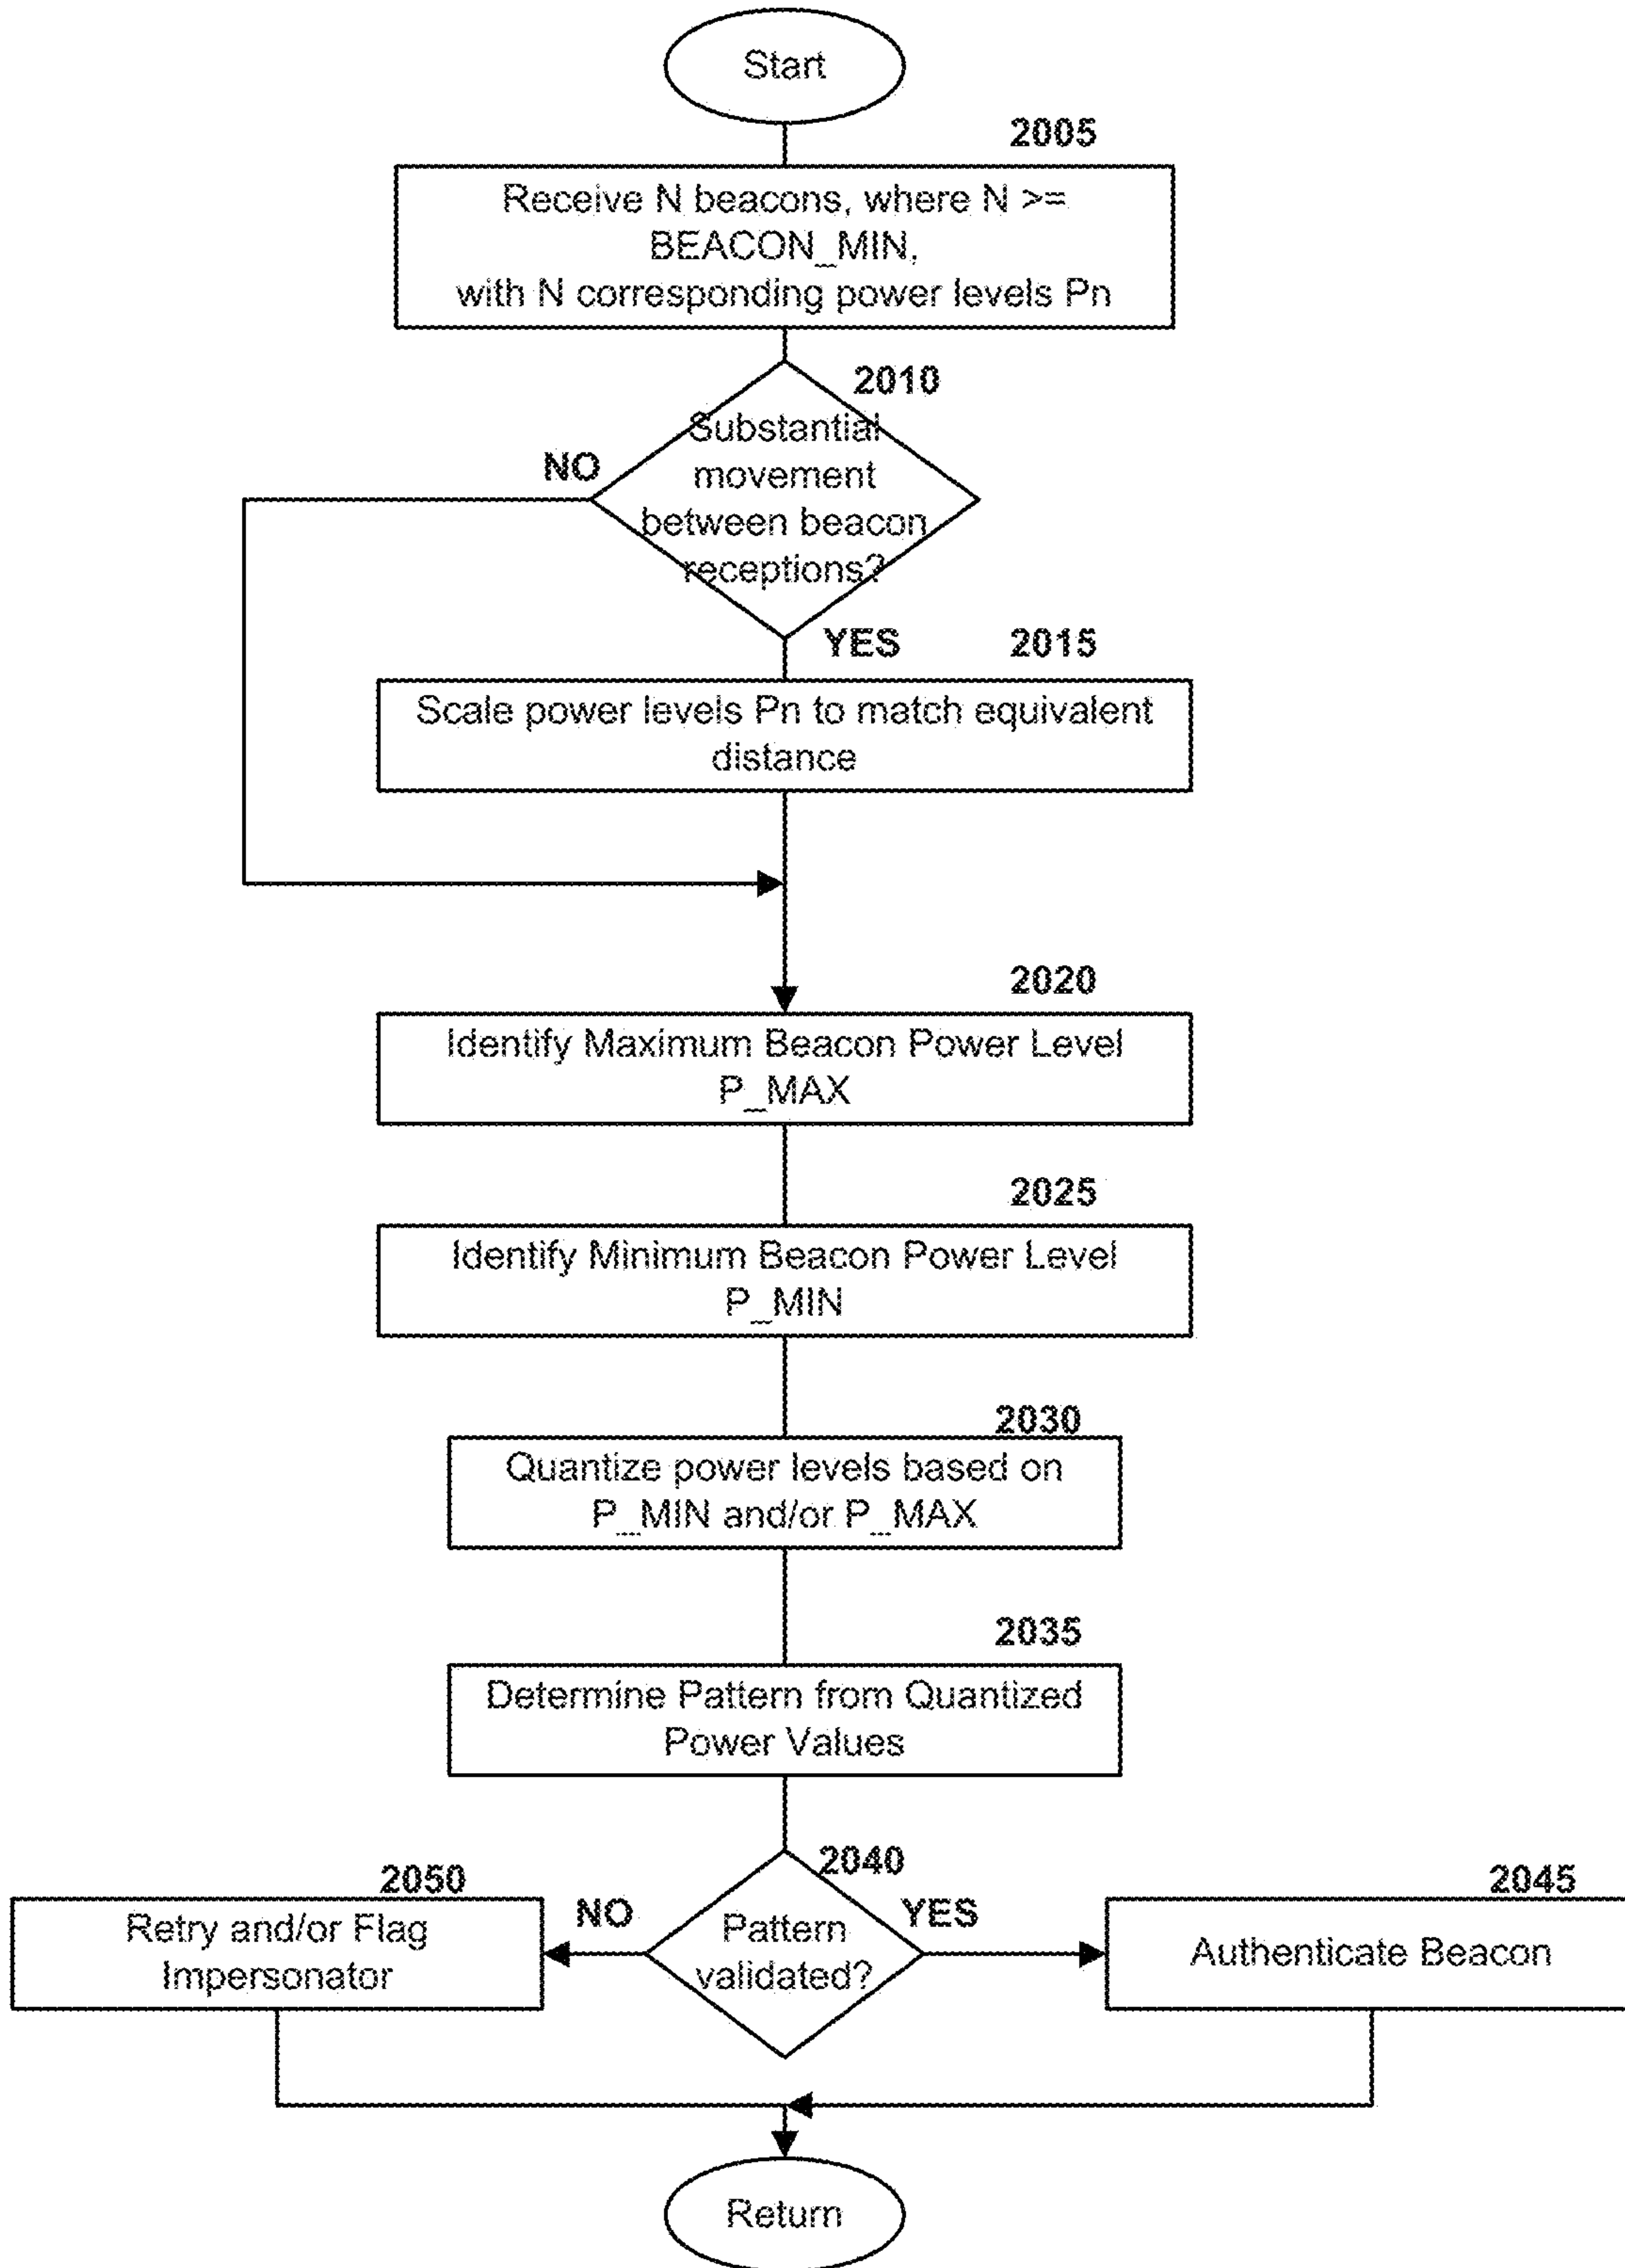 Start
2005
Receive N beacons, where N >=
BEACON_MIN,
with N corresponding power levels Pn
2010
Substantial
movement
between beacon
receptions?
NO
YES
2015
Scale power levels Pn to match equivalent
distance
2020
Identify Maximum Beacon Power Level
P_MAX
2025
Identify Minimum Beacon Power Level
P_MIN
2030
Quantize power levels based on
P_MIN and/or P_MAX
2035
Determine Pattern from Quantized
Power Values
2040
Pattern
validated?
NO
YES
2050
Retry and/or Flag
Impersonator
2045
Authenticate Beacon
Return